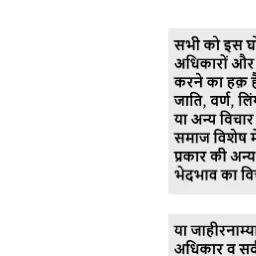 सभी को इस
अधिकारों और
करने का हक़
जाति, वर्ण,
या अन्य विचार
समाज विशेष
प्रकार की अन्य
भेदभाव का
या जाहीरनाम्या
अधिकार व